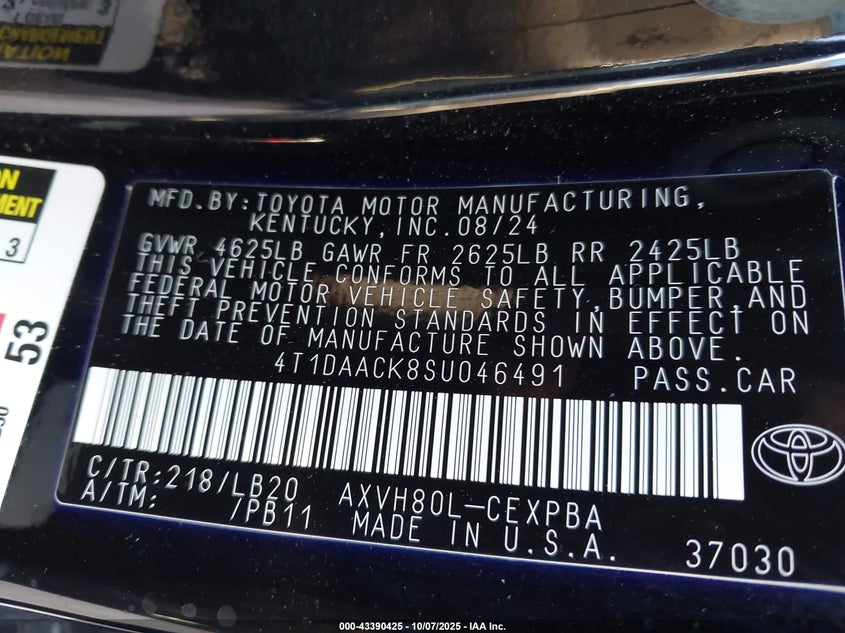 ON
MENT
3
53
MFD.BY:TOYOTA MOTOR MANUFACTURING,
KENTUCKY,INC.08/24
GVWR 4625LB GAWR FR 2625LB RR 2425LB
THIS VEHICLE CONFORMS TO ALL APPLICABLE
FEDERAL MOTOR VEHICLE SAFETY,BUMPER,AND
THEFT PREVENTION STANDARDS IN EFFECT ON
THE DATE OF MANUFACTURE SHOWN ABOVE.
4T1DAACK8SU046491 PASS.CAR
C/TR:218/LB20 AXVH80L-CEXPBA
A/TM: /PB11 MADE IN U.S.A.
37030
000-43390425 - 10/07/2025 - IAA Inc.